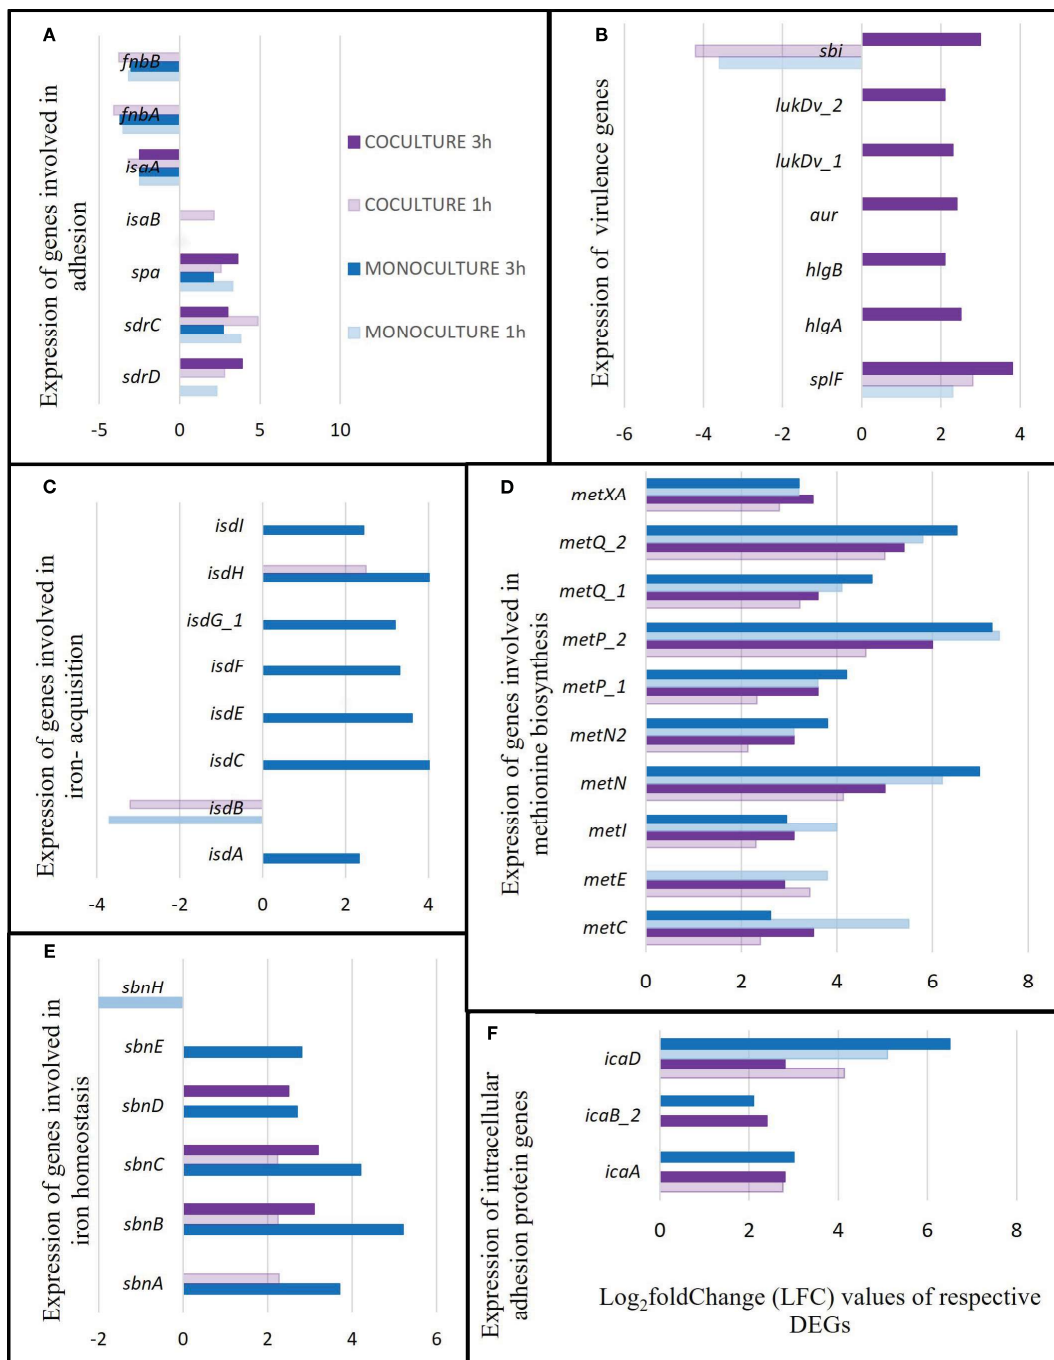 A
Expression of genes involved in
adhesion
fnbB
fnbA
isaA
isaB
spa
sdrC
sdrD
-5 0 5 10
COCULTURE 3h
COCULTURE 1h
MONOCULTURE 3h
MONOCULTURE 1h
B
Expression of virulence genes
sbi
lukDv_2
lukDv_1
aur
hlgB
hlgA
splF
-6 -4 -2 0 2 4
C
Expression of genes involved in
iron- acquisition
isdI
isdH
isdG_1
isdF
isdE
isdC
isdB
isdA
-4 -2 0 2 4
D
Expression of genes involved in
methionine biosynthesis
metXA
metQ_2
metQ_1
metP_2
metP_1
metN2
metN
metI
metE
metC
0 2 4 6 8
E
Expression of genes involved in
iron homeostasis
sbnH
sbnE
sbnD
sbnC
sbnB
sbnA
-2 0 2 4 6
F
Expression of intracellular
adhesion protein genes
icaD
icaB_2
icaA
0 2 4 6 8
Log₂foldChange (LFC) values of respective
DEGs